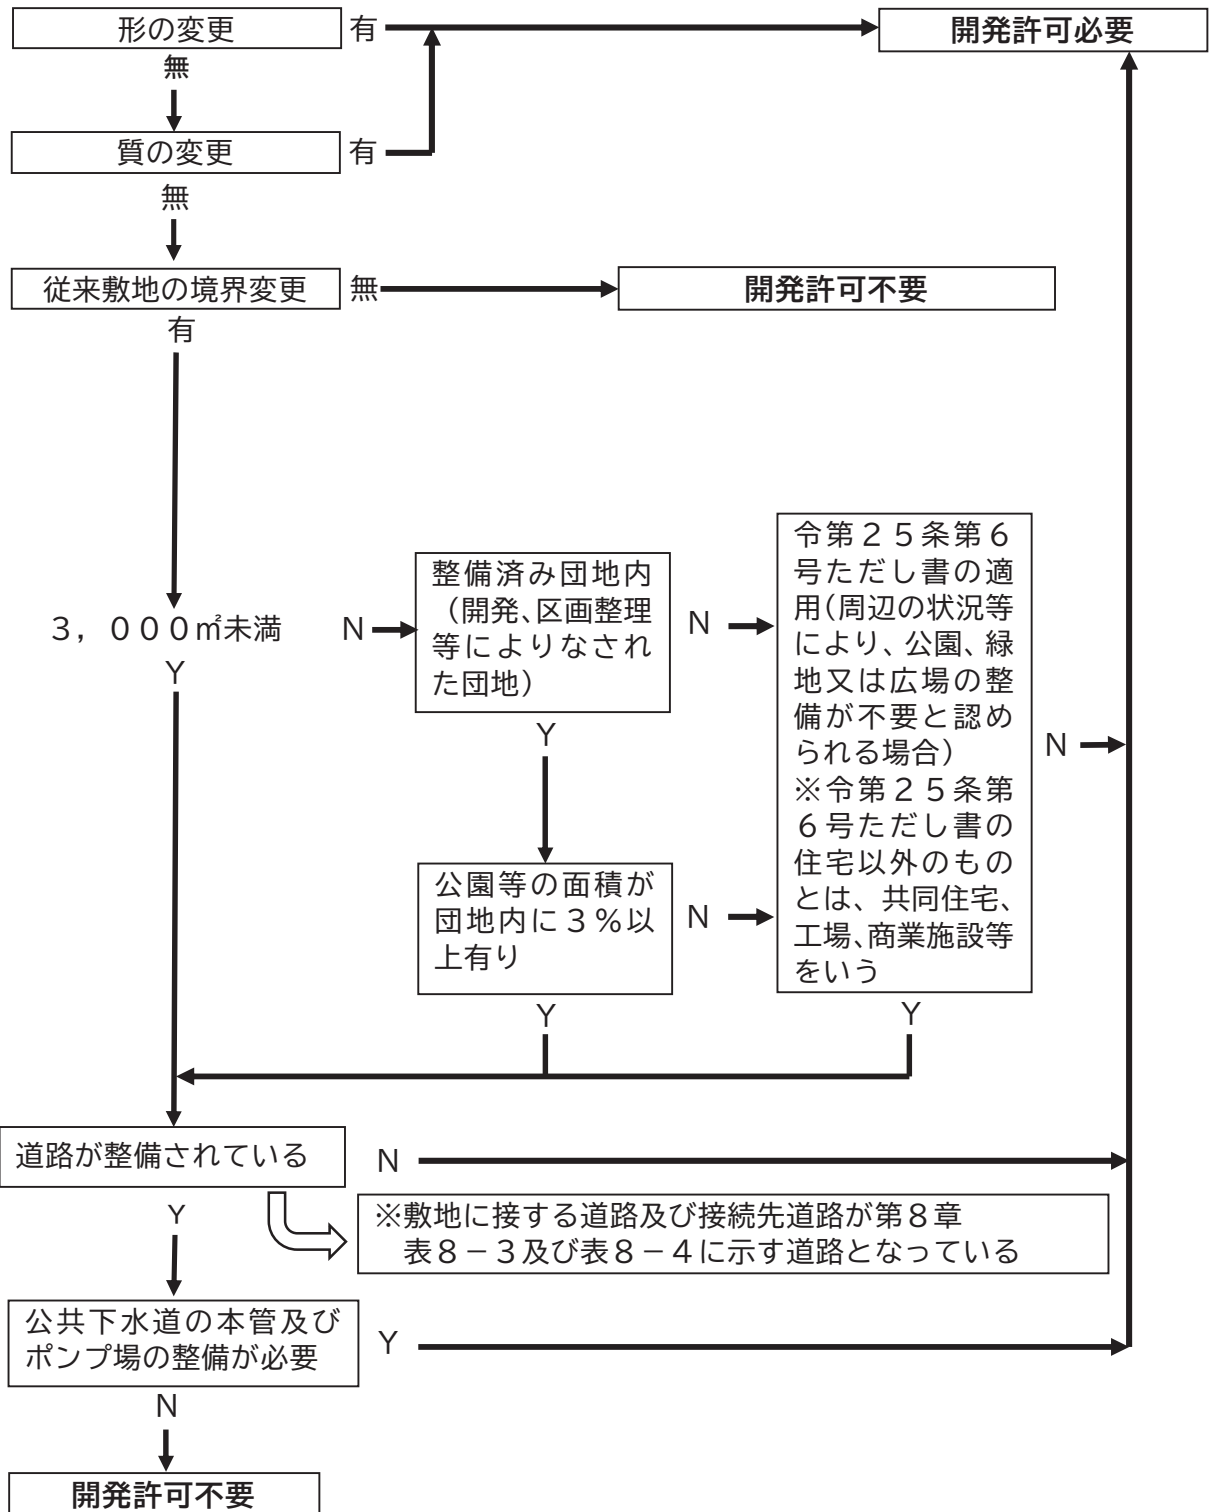 形の変更
有
開発許可必要
無
質の変更
有
無
従来敷地の境界変更
無
開発許可不要
有
3，000㎡未満
N
整備済み団地内
（開発、区画整理
等によりなされ
た団地）
N
令第２５条第６
号ただし書の適
用(周辺の状況等
により、公園、緑
地又は広場の整
備が不要と認め
られる場合）
※令第２５条第
６号ただし書の
住宅以外のもの
とは、共同住宅、
工場、商業施設等
をいう
N
Y
Y
公園等の面積が
団地内に３％以
上有り
N
Y
Y
道路が整備されている
N
Y
※敷地に接する道路及び接続先道路が第８章
表８－３及び表８－４に示す道路となっている
公共下水道の本管及び
ポンプ場の整備が必要
Y
N
開発許可不要